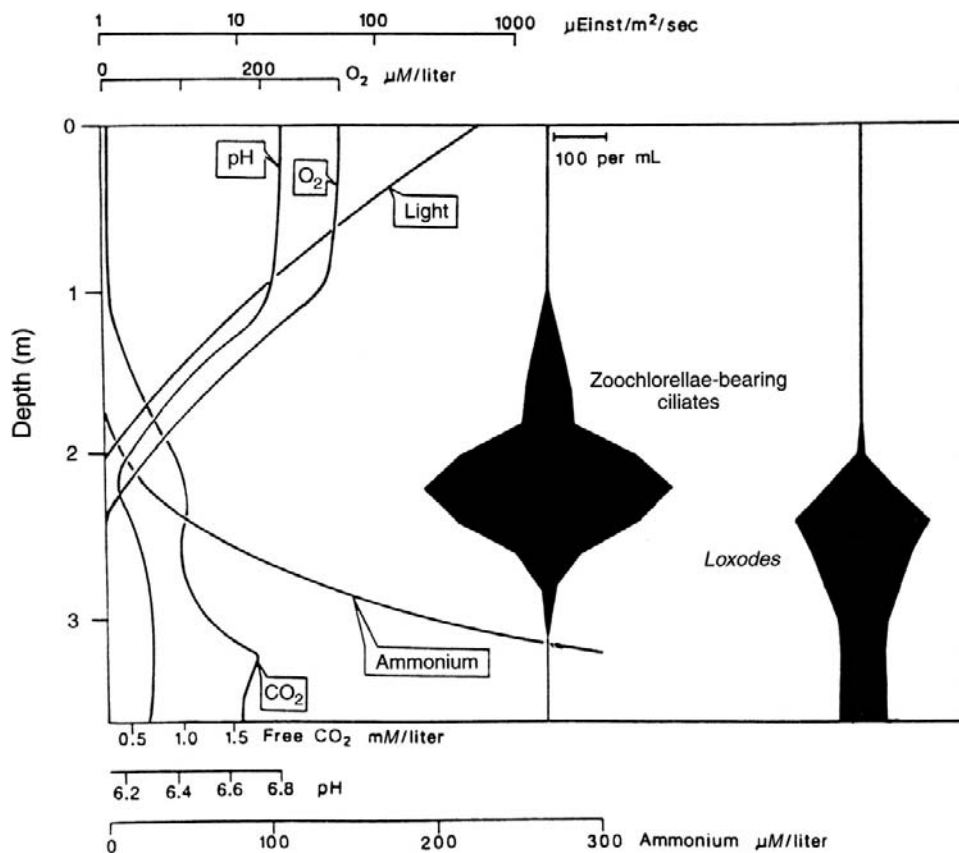 1 10 100 1000 µEinst/m²/sec
0 200 O₂ µM/liter
0
100 per mL
pH
O₂
Light
1
Depth (m)
Zoochlorellae-bearing
ciliates
2
Loxodes
3
Ammonium
CO₂
0.5 1.0 1.5 Free CO₂ mM/liter
6.2 6.4 6.6 6.8 pH
0 100 200 300 Ammonium µM/liter